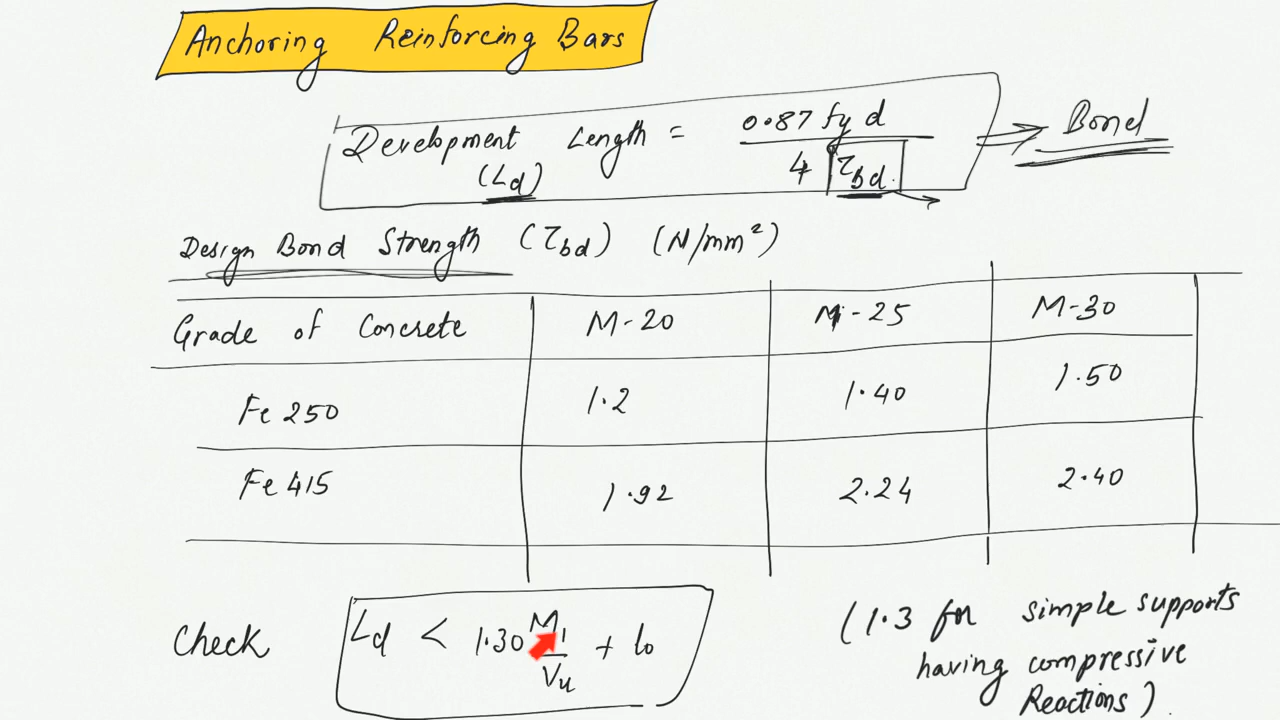 Anchoring Reinforcing Bars
Development Length = 0.87 fy d / 4 τbd ⇒ Bond
(Ld)
Design Bond Strength (τbd) (N/mm²)
Grade of Concrete M-20 M-25 M-30
Fe 250 1.2 1.40 1.50
Fe 415 1.92 2.24 2.40
Check Ld < 1.30 M1 / Vu + lo
(1.3 for simple supports
having compressive
Reactions).